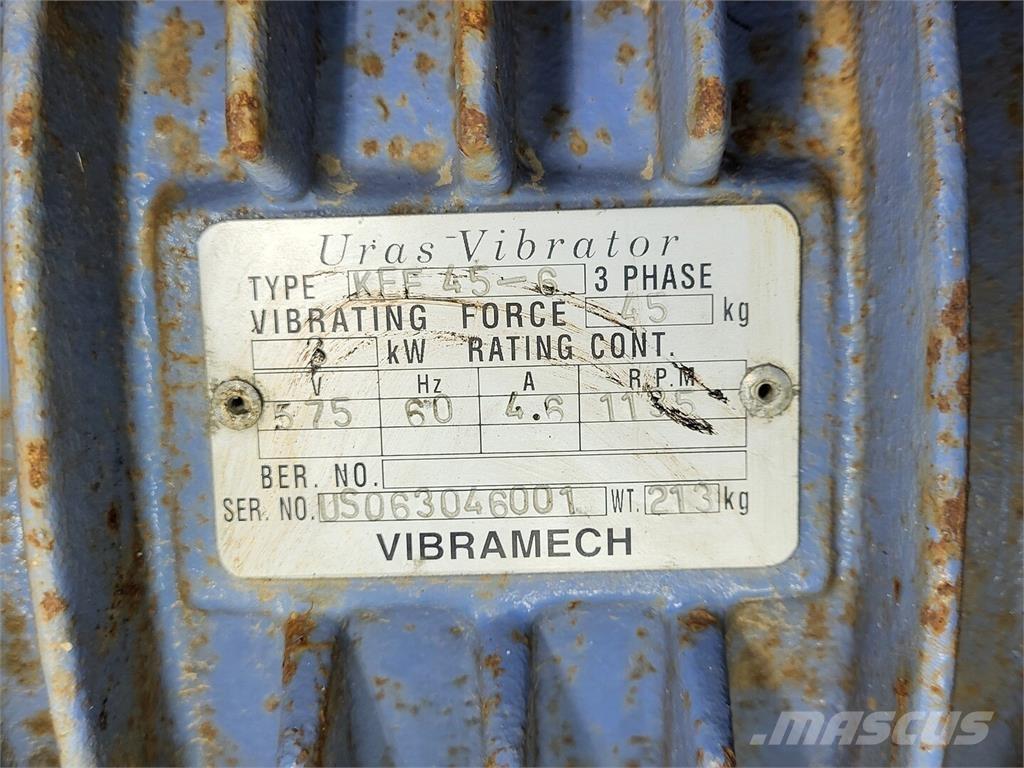 Uras Vibrator
TYPE KEE 45-6 3 PHASE
VIBRATING FORCE 45 kg
3 kW RATING CONT.
V Hz A R.P.M
575 60 4.6 1135
BER. NO.
SER. NO. US063046001 WT. 213 kg
VIBRAMECH
MASCUS